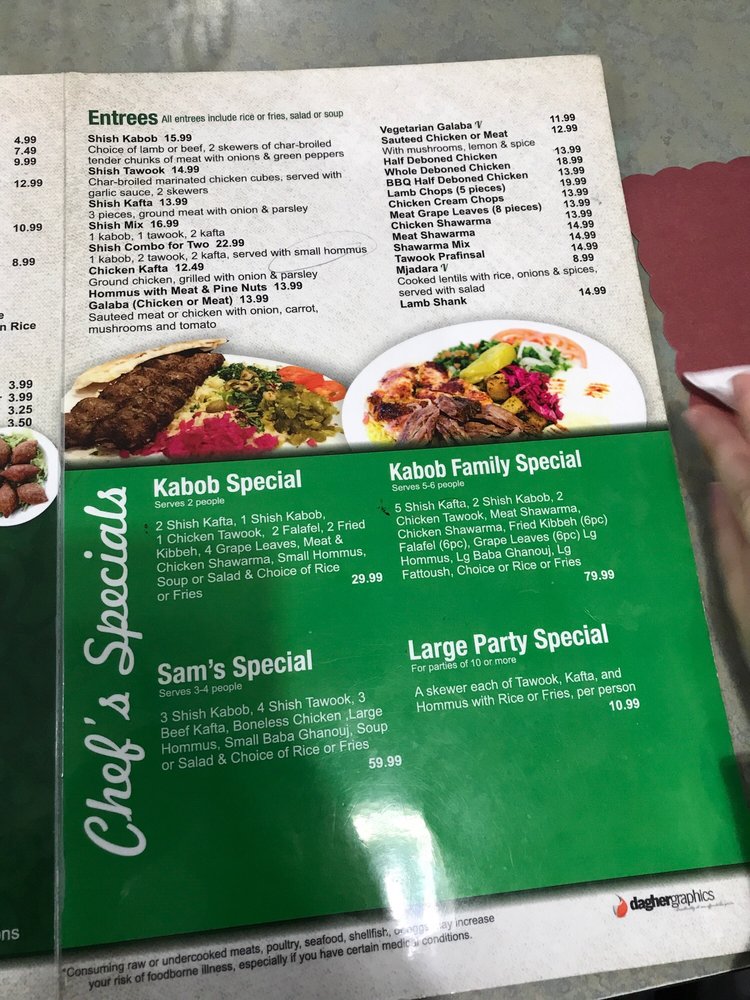 4.99
7.49
9.99
12.99
10.99
8.99
n Rice
3.99
3.99
3.25
3.50
ns
Entrees All entrees include rice or fries, salad or soup
Shish Kabob 15.99
Choice of lamb or beef, 2 skewers of char-broiled
tender chunks of meat with onions & green peppers
Shish Tawook 14.99
Char-broiled marinated chicken cubes, served with
garlic sauce, 2 skewers
Shish Kafta 13.99
3 pieces, ground meat with onion & parsley
Shish Mix 16.99
1 kabob, 1 tawook, 2 kafta
Shish Combo for Two 22.99
1 kabob, 2 tawook, 2 kafta, served with small hommus
Chicken Kafta 12.49
Ground chicken, grilled with onion & parsley
Hommus with Meat & Pine Nuts 13.99
Galaba (Chicken or Meat) 13.99
Sauteed meat or chicken with onion, carrot,
mushrooms and tomato
Vegetarian Galaba V 11.99
Sauteed Chicken or Meat 12.99
With mushrooms, lemon & spice
Half Deboned Chicken 13.99
Whole Deboned Chicken 18.99
BBQ Half Deboned Chicken 13.99
Lamb Chops (5 pieces) 19.99
Chicken Cream Chops 13.99
Meat Grape Leaves (8 pieces) 13.99
Chicken Shawarma 13.99
Meat Shawarma 14.99
Shawarma Mix 14.99
Tawook Prafinsal 14.99
Mjadara V 8.99
Cooked lentils with rice, onions & spices,
served with salad
Lamb Shank 14.99
Chef's Specials
Kabob Special
Serves 2 people
2 Shish Kafta, 1 Shish Kabob,
1 Chicken Tawook, 2 Falafel, 2 Fried
Kibbeh, 4 Grape Leaves, Meat &
Chicken Shawarma, Small Hommus,
Soup or Salad & Choice of Rice
or Fries 29.99
Kabob Family Special
Serves 5-6 people
5 Shish Kafta, 2 Shish Kabob, 2
Chicken Tawook, Meat Shawarma,
Chicken Shawarma, Fried Kibbeh (6pc)
Falafel (6pc), Grape Leaves (6pc) Lg
Hommus, Lg Baba Ghanouj, Lg
Fattoush, Choice or Rice or Fries
79.99
Sam's Special
Serves 3-4 people
3 Shish Kabob, 4 Shish Tawook, 3
Beef Kafta, Boneless Chicken ,Large
Hommus, Small Baba Ghanouj, Soup
or Salad & Choice of Rice or Fries
59.99
Large Party Special
For parties of 10 or more
A skewer each of Tawook, Kafta, and
Hommus with Rice or Fries, per person
10.99
daghergraphics
*Consuming raw or undercooked meats, poultry, seafood, shellfish, or eggs may increase
your risk of foodborne illness, especially if you have certain medical conditions.